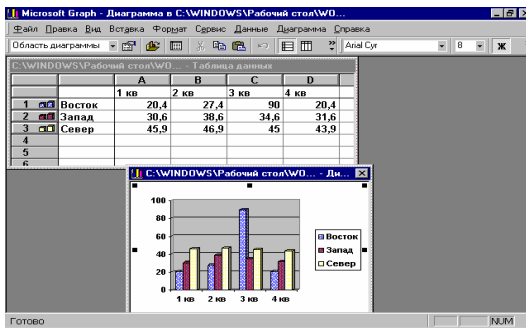 Microsoft Graph - Диаграмма в C:\WINDOWS\Рабочий стол\WO...
Файл Правка Вид Вставка Формат Сервис Данные Диаграмма Справка
Область диаграммы Arial Cyr 8 Ж
C:\WINDOWS\Рабочий стол\WO... - Таблица данных
A B C D
1 кв 2 кв 3 кв 4 кв
1 Восток 20,4 27,4 90 20,4
2 Запад 30,6 38,6 34,6 31,6
3 Север 45,9 46,9 45 43,9
4
5
6
C:\WINDOWS\Рабочий стол\WO... - Ди...
100
80
60
40
20
0
1 кв 2 кв 3 кв 4 кв
Восток
Запад
Север
Готово NUM